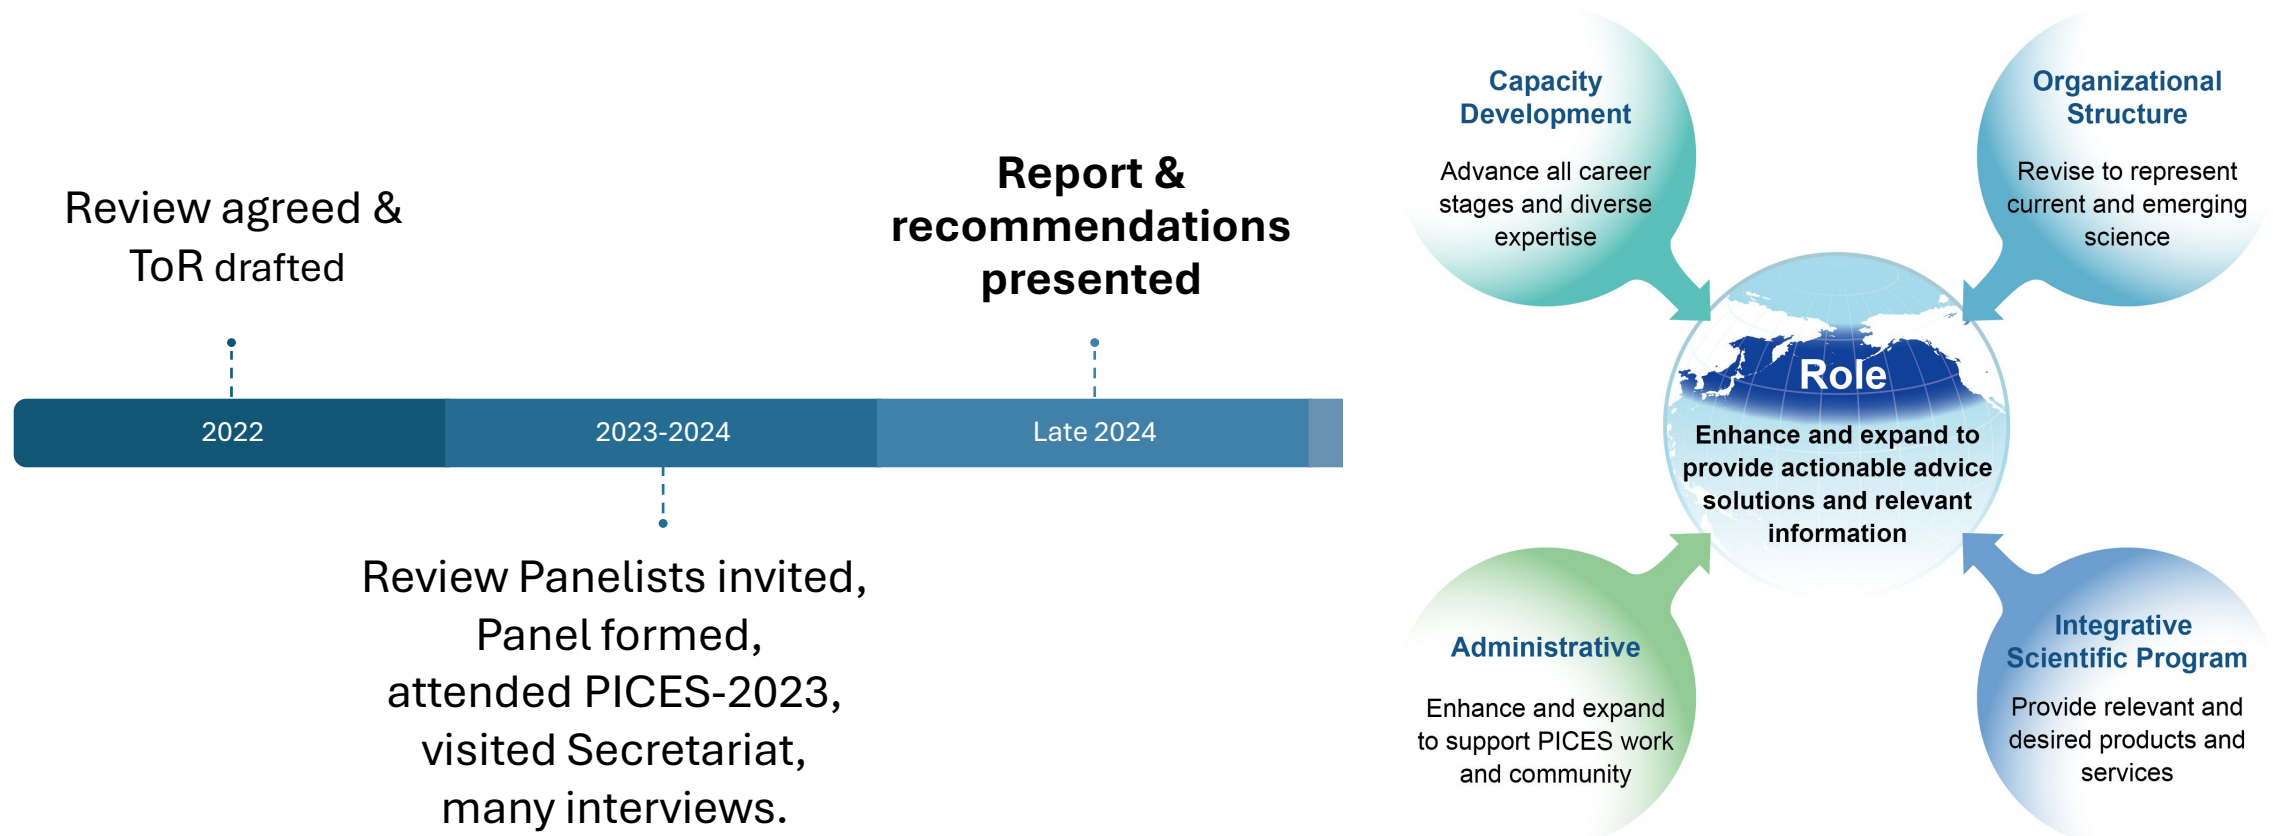 Review agreed &
ToR drafted
Report &
recommendations
presented
2022
2023-2024
Late 2024
Review Panelists invited,
Panel formed,
attended PICES-2023,
visited Secretariat,
many interviews.
Capacity
Development
Advance all career
stages and diverse
expertise
Organizational
Structure
Revise to represent
current and emerging
science
Role
Enhance and expand to
provide actionable advice
solutions and relevant
information
Administrative
Enhance and expand
to support PICES work
and community
Integrative
Scientific Program
Provide relevant and
desired products and
services